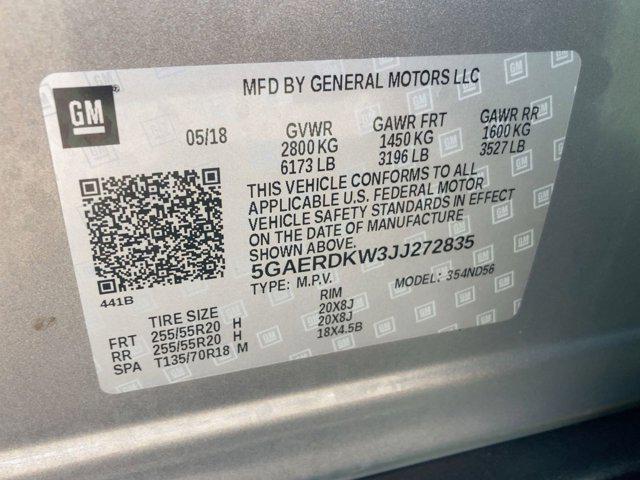 MFD BY GENERAL MOTORS LLC
GM
05/18
GVWR
2800 KG
6173 LB
GAWR FRT
1450 KG
3196 LB
GAWR RR
1600 KG
3527 LB
THIS VEHICLE CONFORMS TO ALL
APPLICABLE U.S. FEDERAL MOTOR
VEHICLE SAFETY STANDARDS IN EFFECT
ON THE DATE OF MANUFACTURE
SHOWN ABOVE.
5GAERDKW3JJ272835
TYPE: M.P.V. MODEL: 354ND56
441B
TIRE SIZE RIM
FRT 255/55R20 H 20X8J
RR 255/55R20 H 20X8J
SPA T135/70R18 M 18X4.5B